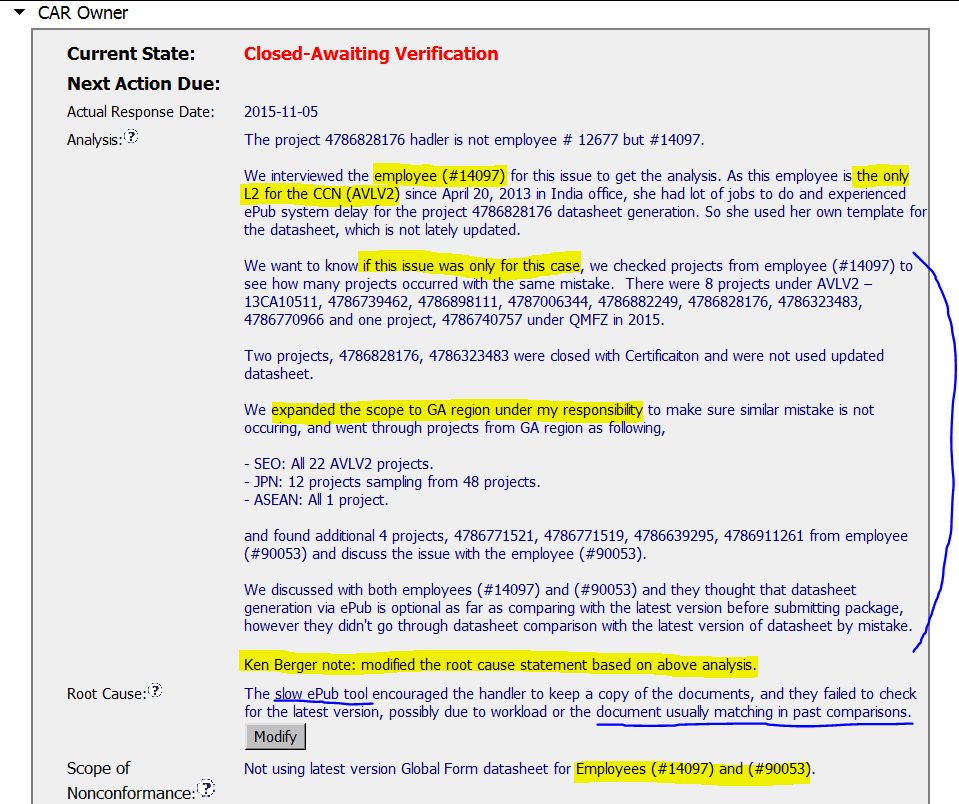 CAR Owner
Current State: Closed-Awaiting Verification
Next Action Due:
Actual Response Date: 2015-11-05
Analysis:? The project 4786828176 hadler is not employee # 12677 but #14097.
We interviewed the employee (#14097) for this issue to get the analysis. As this employee is the only
L2 for the CCN (AVLV2) since April 20, 2013 in India office, she had lot of jobs to do and experienced
ePub system delay for the project 4786828176 datasheet generation. So she used her own template for
the datasheet, which is not lately updated.
We want to know if this issue was only for this case, we checked projects from employee (#14097) to
see how many projects occurred with the same mistake. There were 8 projects under AVLV2 –
13CA10511, 4786739462, 4786898111, 4787006344, 4786882249, 4786828176, 4786323483,
4786770966 and one project, 4786740757 under QMFZ in 2015.
Two projects, 4786828176, 4786323483 were closed with Certificaiton and were not used updated
datasheet.
We expanded the scope to GA region under my responsibility to make sure similar mistake is not
occuring, and went through projects from GA region as following,
- SEO: All 22 AVLV2 projects.
- JPN: 12 projects sampling from 48 projects.
- ASEAN: All 1 project.
and found additional 4 projects, 4786771521, 4786771519, 4786639295, 4786911261 from employee
(#90053) and discuss the issue with the employee (#90053).
We discussed with both employees (#14097) and (#90053) and they thought that datasheet
generation via ePub is optional as far as comparing with the latest version before submitting package,
however they didn't go through datasheet comparison with the latest version of datasheet by mistake.
Ken Berger note: modified the root cause statement based on above analysis.
Root Cause:? The slow ePub tool encouraged the handler to keep a copy of the documents, and they failed to check
for the latest version, possibly due to workload or the document usually matching in past comparisons.
Modify
Scope of Not using latest version Global Form datasheet for Employees (#14097) and (#90053).
Nonconformance:?